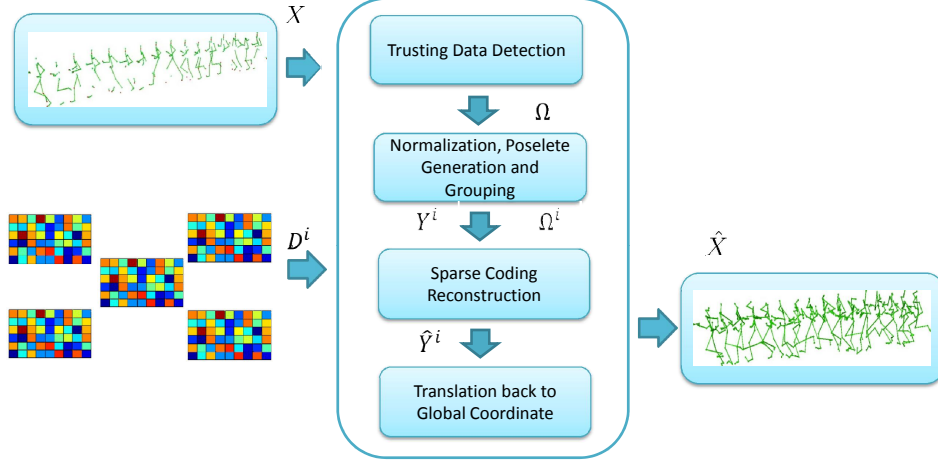 X
Trusting Data Detection
Ω
Normalization, Poselete
Generation and
Grouping
Y^i Ω^i
D^i
Sparse Coding
Reconstruction
X̂
Ŷ^i
Translation back to
Global Coordinate